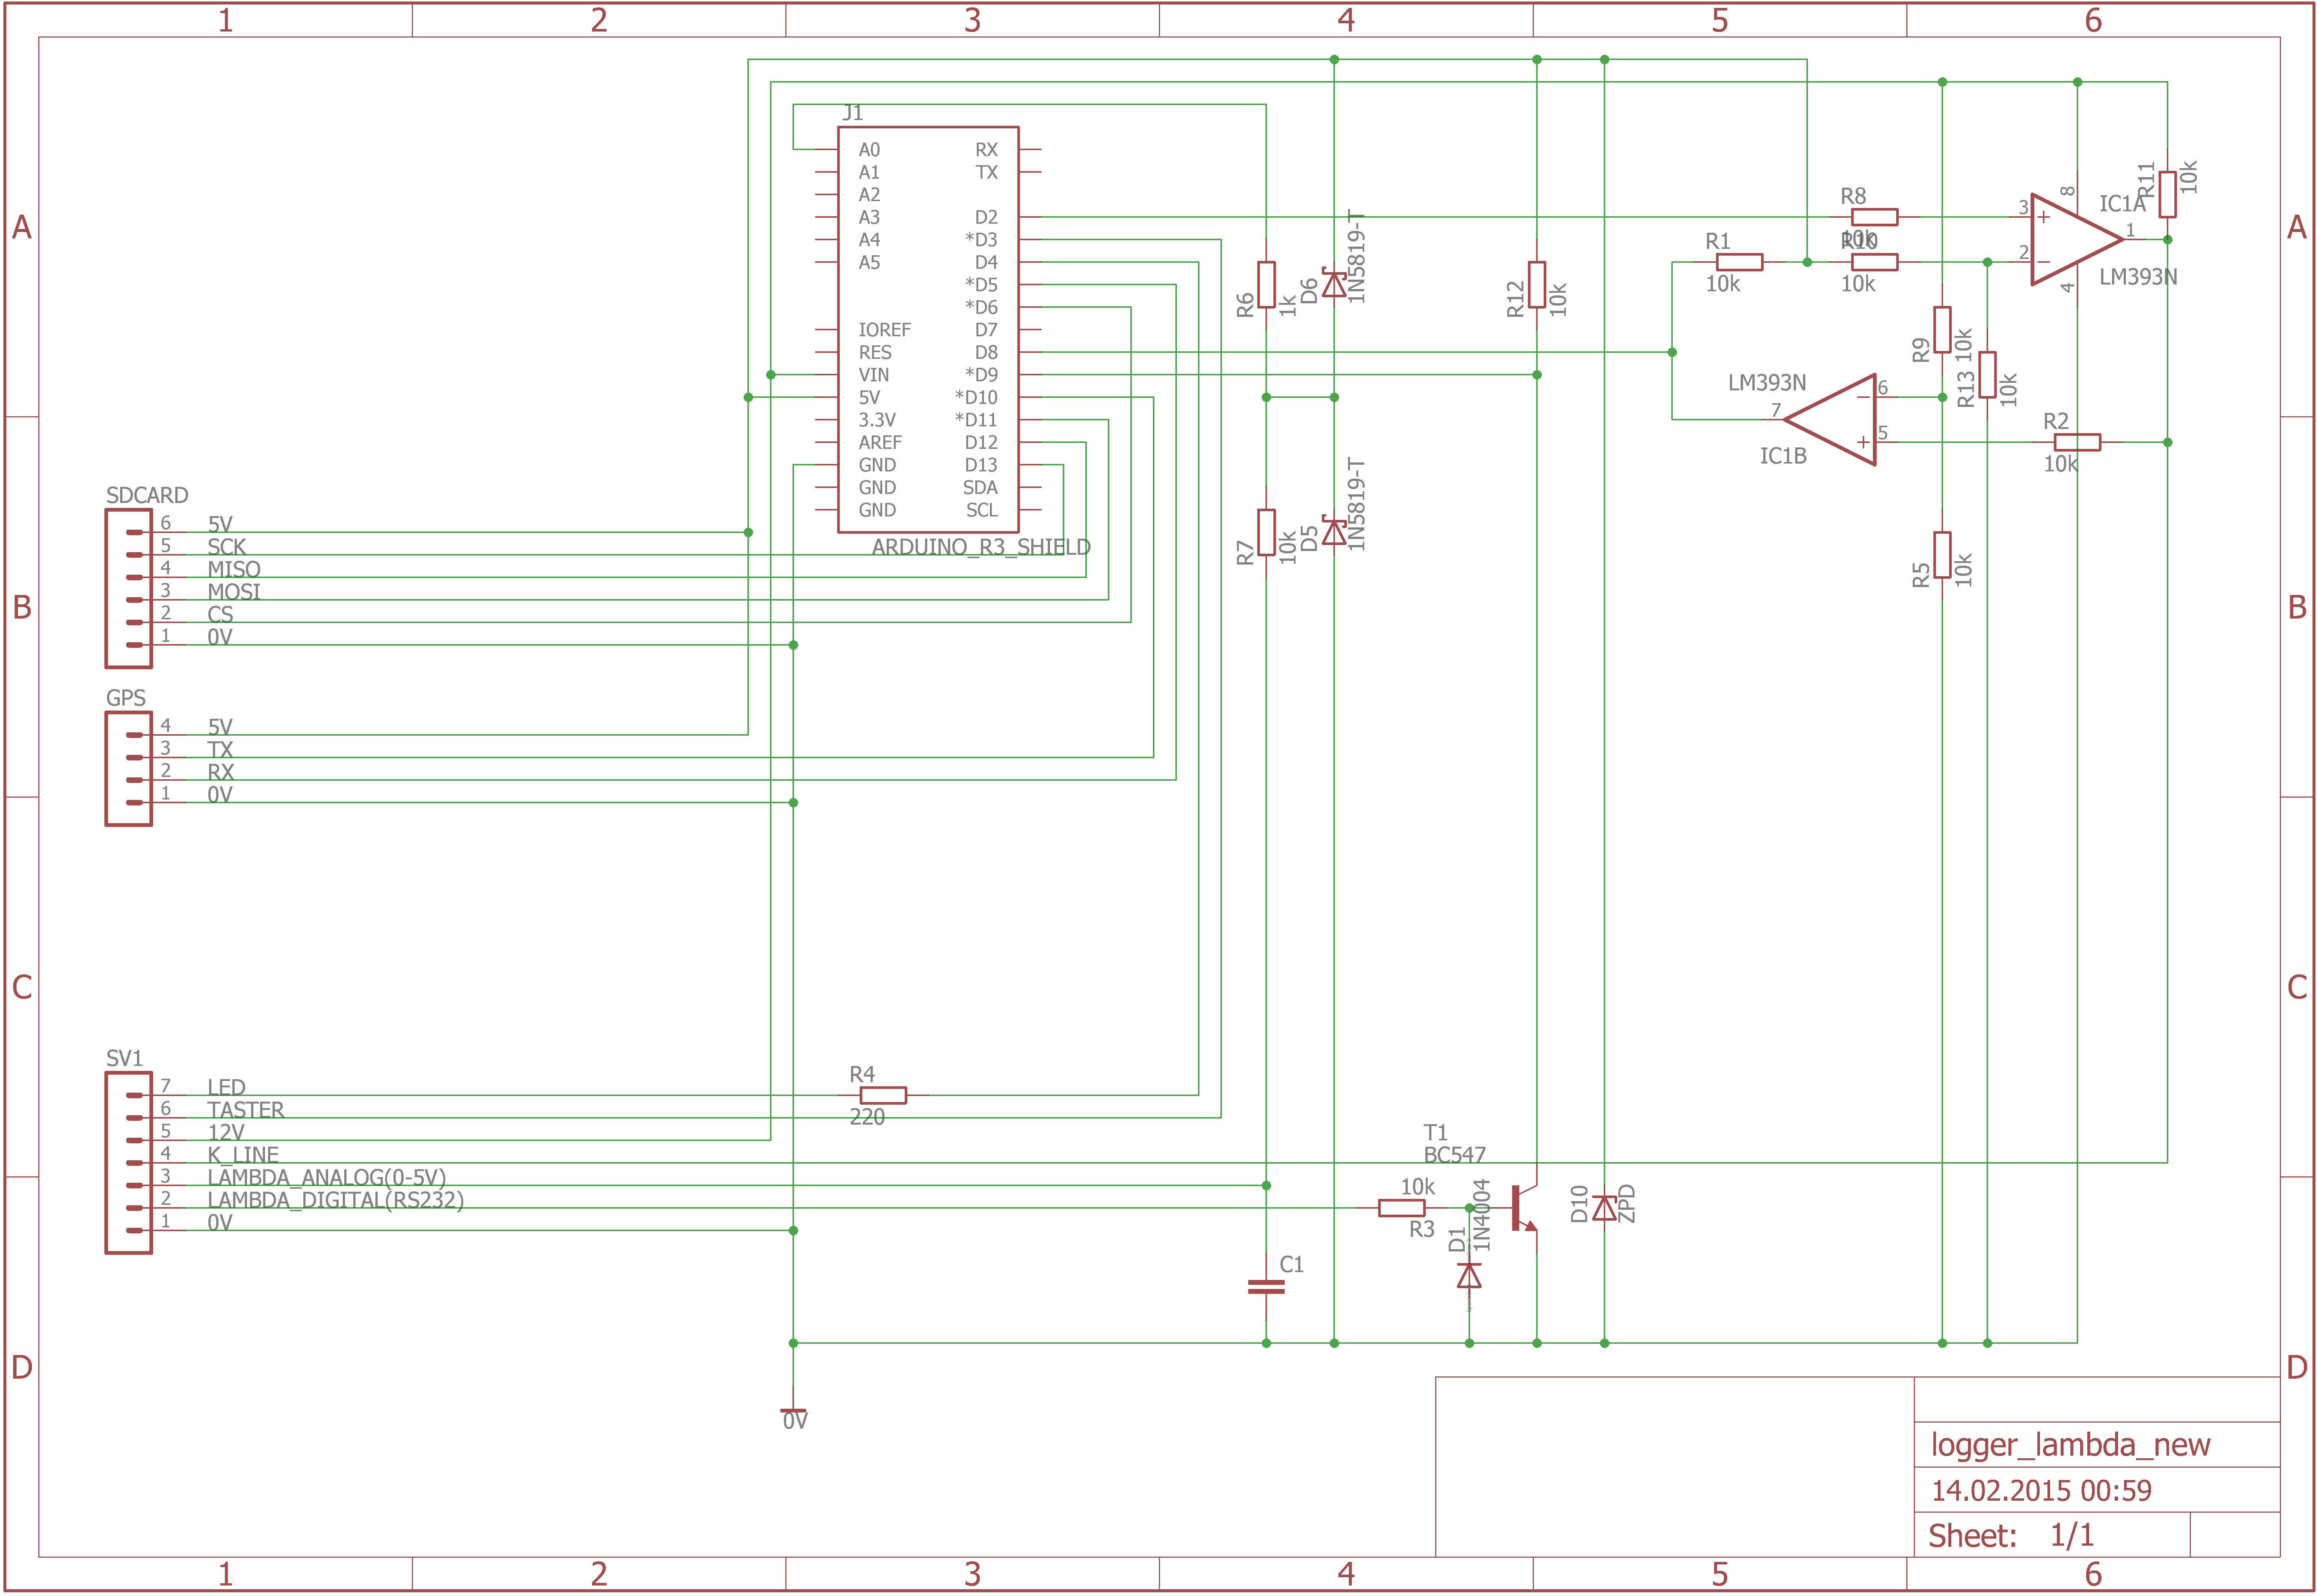 1 2 3 4 5 6
A A
B B
C C
D D
J1
A0 RX
A1 TX
A2
A3 D2
A4 *D3
A5 D4
*D5
*D6
IOREF D7
RES D8
VIN *D9
5V *D10
3.3V *D11
AREF D12
GND D13
GND SDA
GND SCL
ARDUINO_R3_SHIELD
SDCARD
6 5V
5 SCK
4 MISO
3 MOSI
2 CS
1 0V
GPS
4 5V
3 TX
2 RX
1 0V
SV1
7 LED
6 TASTER
5 12V
4 K_LINE
3 LAMBDA_ANALOG(0-5V)
2 LAMBDA_DIGITAL(RS232)
1 0V
R4
220
R6
1k
D6
1N5819-T
R7
10k
D5
1N5819-T
R12
10k
R1
10k
R8
10k
R10
10k
3
2
8
4
1
IC1A
LM393N
R11
10k
R9
10k
R13
10k
LM393N
7
6
5
IC1B
R2
10k
R5
10k
T1
BC547
10k
R3
D1
1N4004
D10
ZPD
C1
0V
logger_lambda_new
14.02.2015 00:59
Sheet: 1/1
1 2 3 4 5 6